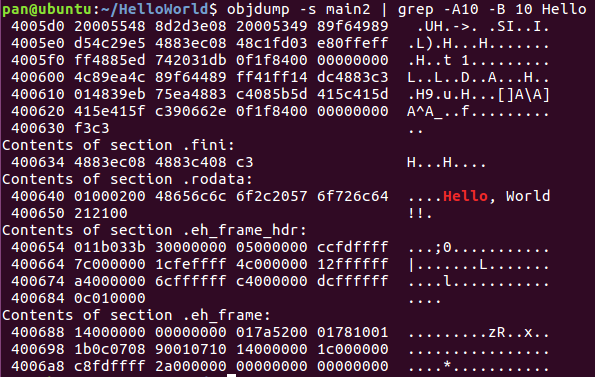 pan@ubuntu:~/HelloWorld$ objdump -s main2 | grep -A10 -B 10 Hello
 4005d0 20005548 8d2d3e08 20005349 89f64989   .UH.->. .SI..I.
 4005e0 d54c29e5 4883ec08 48c1fd03 e80ffeff  .L).H...H.......
 4005f0 ff4885ed 742031db 0f1f8400 00000000  .H..t 1.........
 400600 4c89ea4c 89f64489 ff41ff14 dc4883c3  L..L..D..A...H..
 400610 014839eb 75ea4883 c4085b5d 415c415d  .H9.u.H...[]A\A]
 400620 415e415f c390662e 0f1f8400 00000000  A^A_..f.........
 400630 f3c3                                 ..
Contents of section .fini:
 400634 4883ec08 4883c408 c3                 H...H....
Contents of section .rodata:
 400640 01000200 48656c6c 6f2c2057 6f726c64  ....Hello, World
 400650 212100                               !!.
Contents of section .eh_frame_hdr:
 400654 011b033b 30000000 05000000 ccfdffff  ...;0...........
 400664 7c000000 1cfeffff 4c000000 12ffffff  |.......L.......
 400674 a4000000 6cffffff c4000000 dcffffff  ....l...........
 400684 0c010000                             ....
Contents of section .eh_frame:
 400688 14000000 00000000 017a5200 01781001  .........zR..x..
 400698 1b0c0708 90010710 14000000 1c000000  ................
 4006a8 c8fdffff 2a000000 00000000 00000000  ....*...........